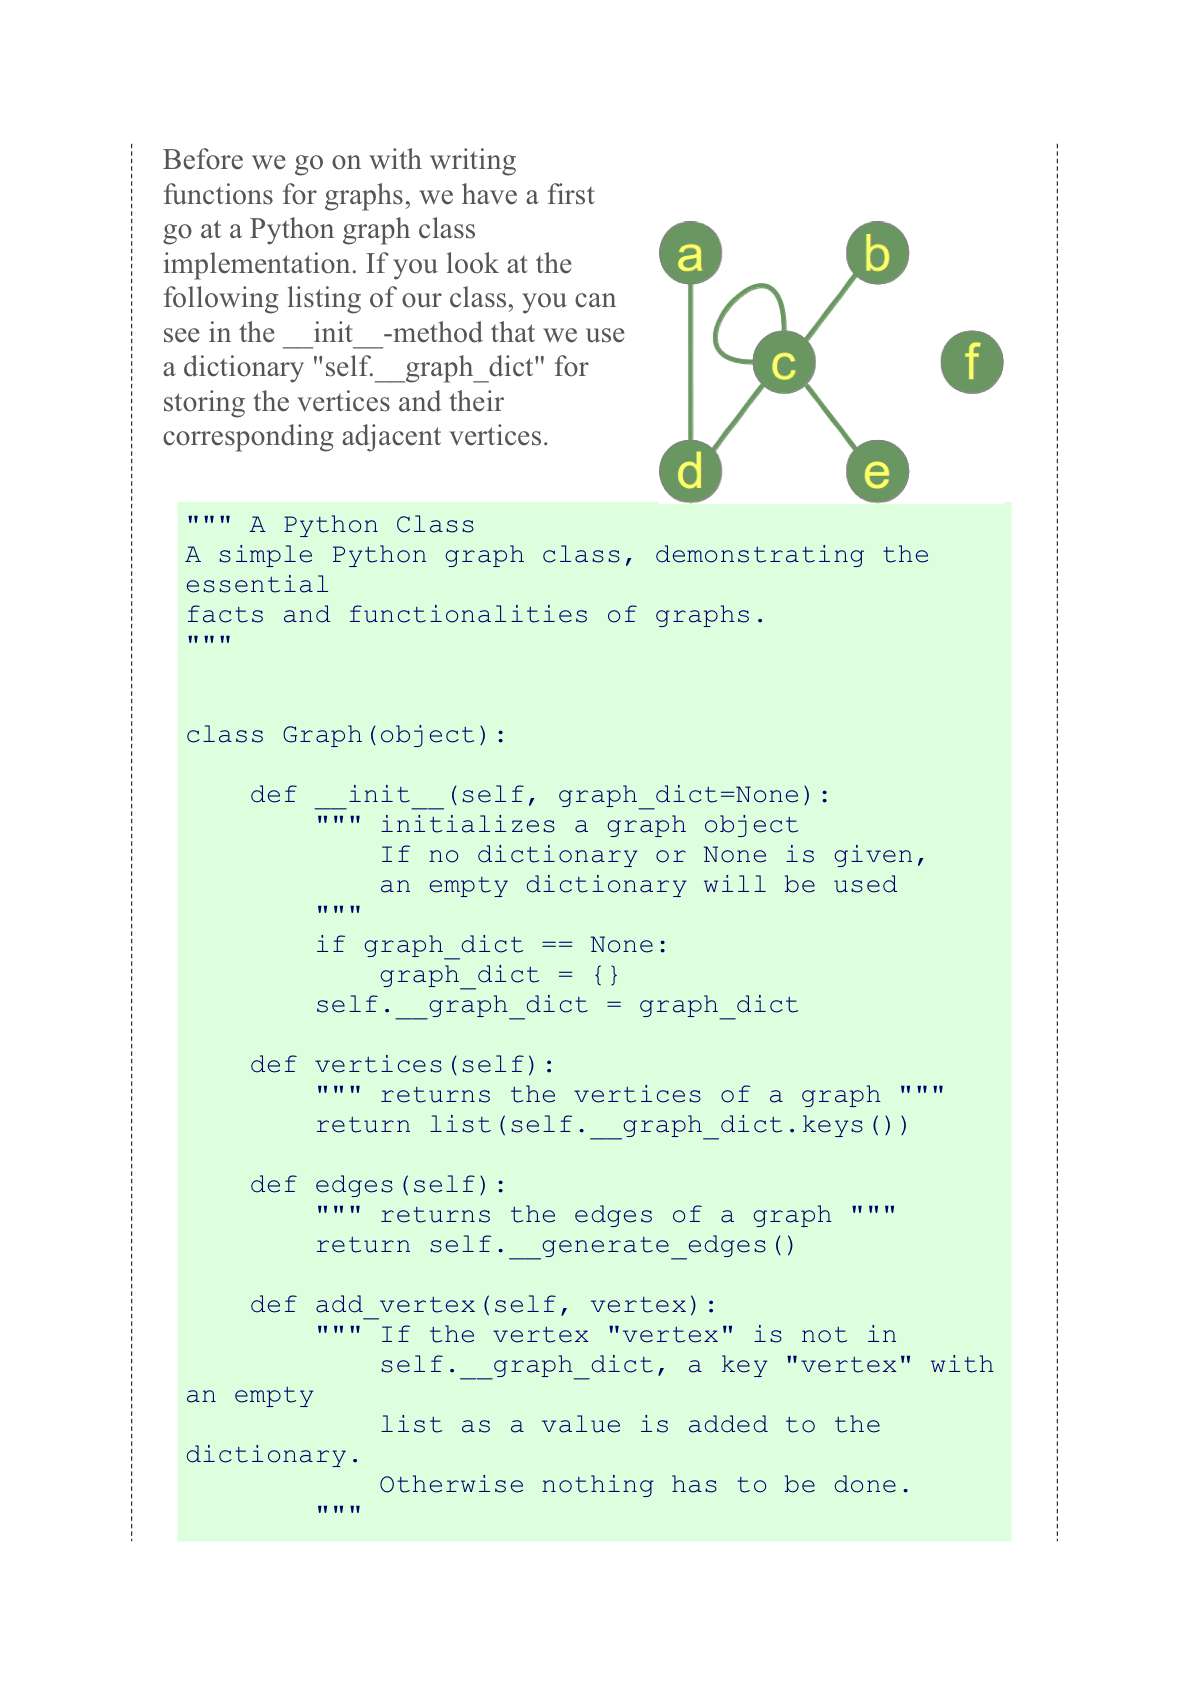 Before we go on with writing
functions for graphs, we have a first
go at a Python graph class
implementation. If you look at the
following listing of our class, you can
see in the __init__-method that we use
a dictionary "self.__graph_dict" for
storing the vertices and their
corresponding adjacent vertices.
a
b
c
f
d
e
""" A Python Class
A simple Python graph class, demonstrating the
essential
facts and functionalities of graphs.
"""
class Graph(object):
    def __init__(self, graph_dict=None):
        """ initializes a graph object
            If no dictionary or None is given,
            an empty dictionary will be used
        """
        if graph_dict == None:
            graph_dict = {}
        self.__graph_dict = graph_dict
    def vertices(self):
        """ returns the vertices of a graph """
        return list(self.__graph_dict.keys())
    def edges(self):
        """ returns the edges of a graph """
        return self.__generate_edges()
    def add_vertex(self, vertex):
        """ If the vertex "vertex" is not in
            self.__graph_dict, a key "vertex" with
an empty
            list as a value is added to the
dictionary.
            Otherwise nothing has to be done.
        """